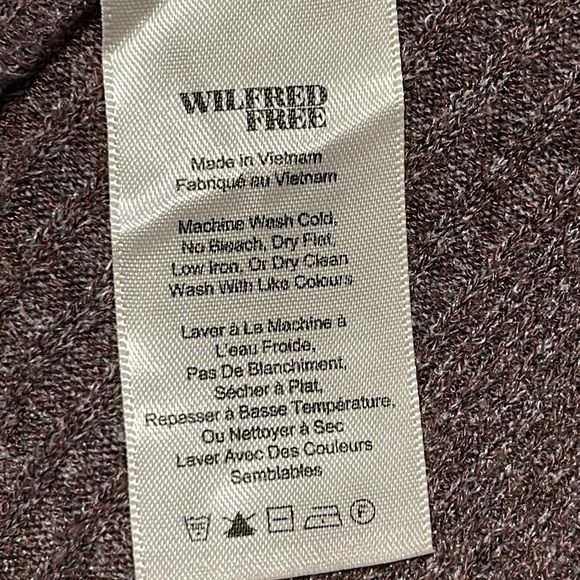 WILFRED
FREE
Made in Vietnam
Fabriqué au Vietnam
Machine Wash Cold,
No Bleach, Dry Flat,
Low Iron, Or Dry Clean
Wash With Like Colours
Laver à La Machine à
L'eau Froide,
Pas De Blanchiment,
Sécher à Plat,
Repasser à Basse Température,
Ou Nettoyer à Sec
Laver Avec Des Couleurs
Semblables
F